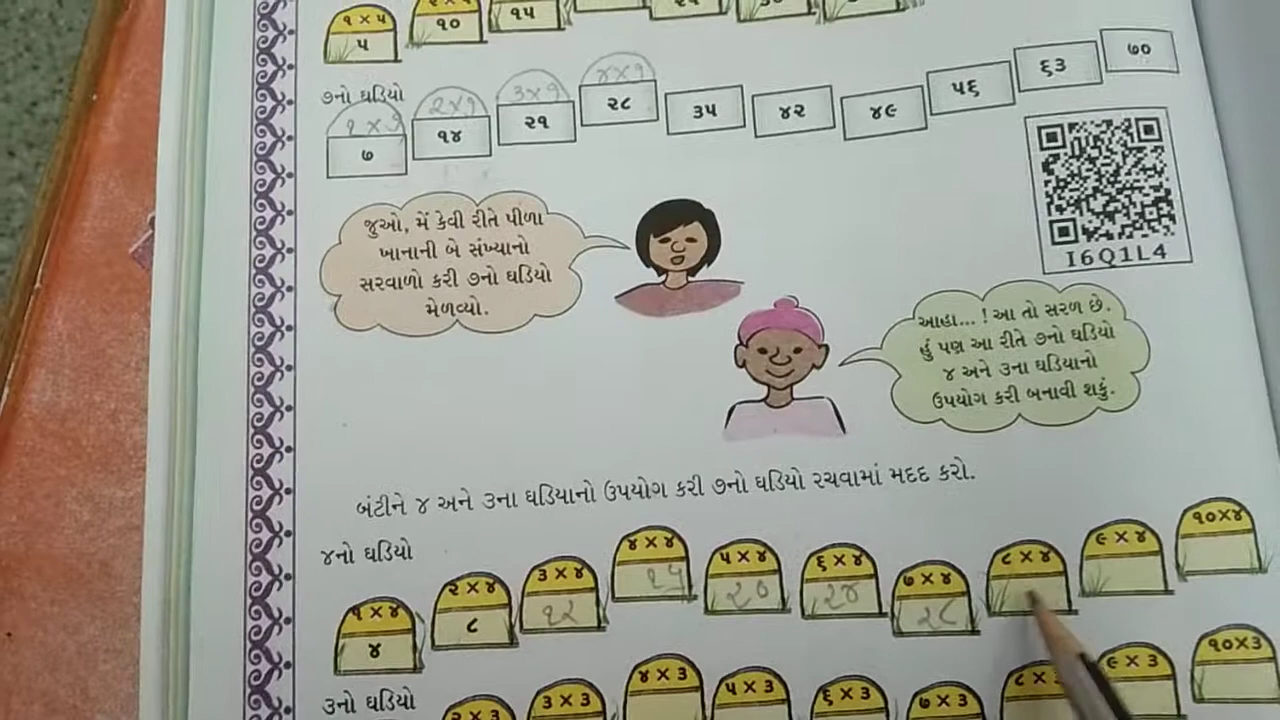 ૧ × ૫
૫
૧૦
૧૫
૭નો ઘડિયો
૧ × ૭
૨×૭
૩×૭
૪×૭
૭
૧૪
૨૧
૨૮
૩૫
૪૨
૪૯
૫૬
૬૩
૭૦
I6Q1L4
જુઓ, મેં કેવી રીતે પીળા
ખાનાની બે સંખ્યાનો
સરવાળો કરી ૭નો ઘડિયો
મેળવ્યો.
આહા... ! આ તો સરળ છે.
હું પણ આ રીતે ૭નો ઘડિયો
૪ અને ૩ના ઘડિયાનો
ઉપયોગ કરી બનાવી શકું.
બંટીને ૪ અને ૩ના ઘડિયાનો ઉપયોગ કરી ૭નો ઘડિયો રચવામાં મદદ કરો.
૪નો ઘડિયો
૧ × ૪
૨ × ૪
૩ × ૪
૪ × ૪
૫ × ૪
૬ × ૪
૭ × ૪
૮ × ૪
૯ × ૪
૧૦×૪
૪
૮
૧૨
૨૦
૨૪
૨૮
૩નો ઘડિયો
૨ × ૩
૩ × ૩
૪ × ૩
૫ × ૩
૬ × ૩
૭ × ૩
૮ × ૩
૯ × ૩
૧૦×૩